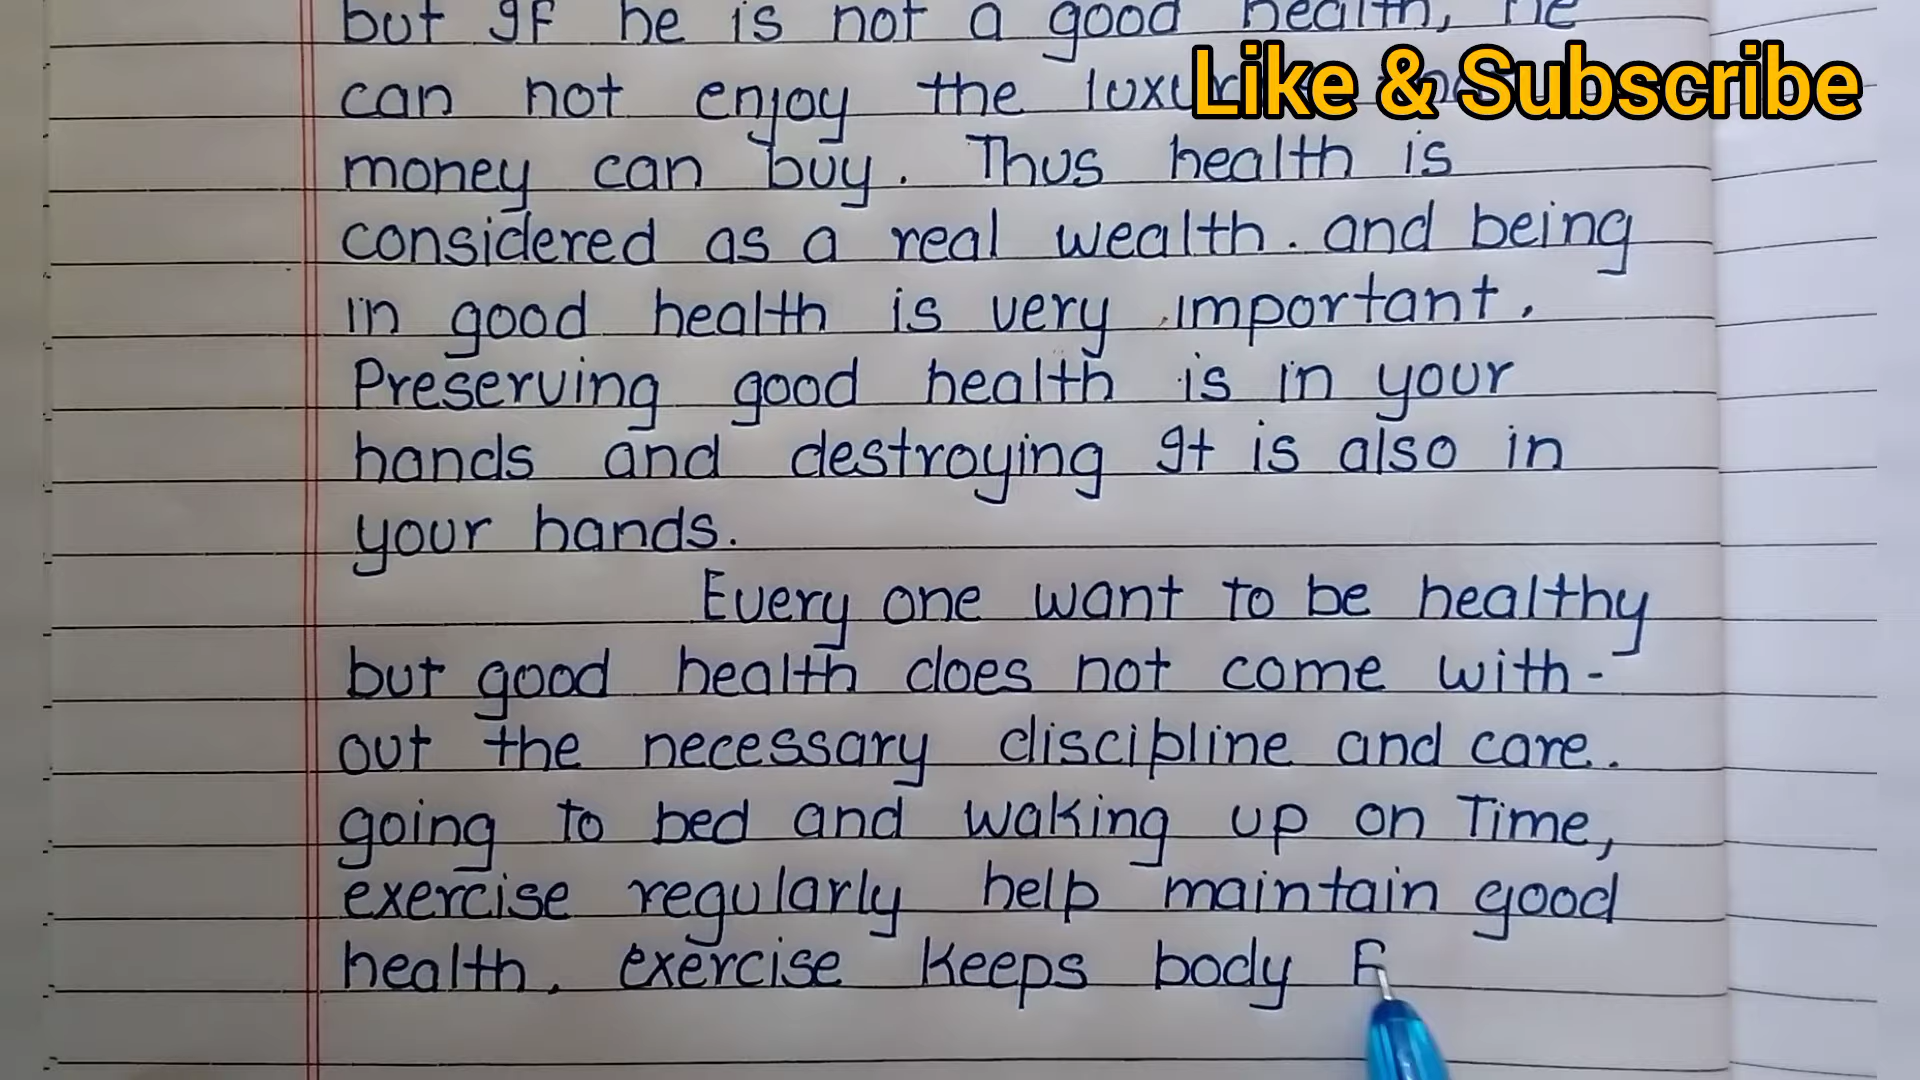 but If he is not a good health, he
can not enjoy the
Like & Subscribe
money can buy. Thus health is
considered as a real wealth. and being
in good health is very important.
Preserving good health is in your
hands and destroying It is also in
your hands.
Every one want to be healthy
but good health does not come with-
out the necessary discipline and care.
going to bed and waking up on Time,
exercise regularly help maintain good
health. exercise Keeps body